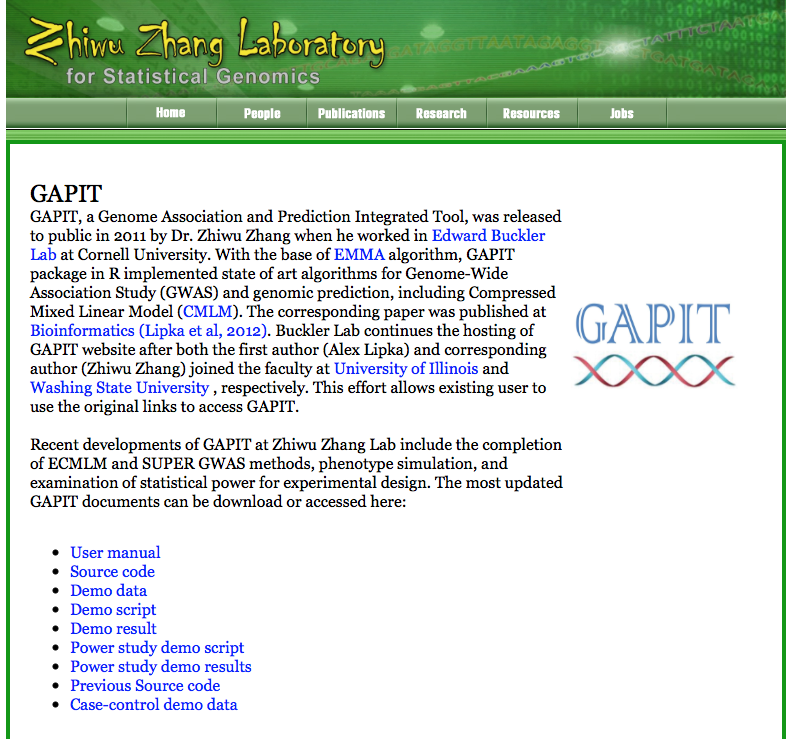 Zhiwu Zhang Laboratory
for Statistical Genomics
Home People Publications Research Resources Jobs
GAPIT
GAPIT, a Genome Association and Prediction Integrated Tool, was released
to public in 2011 by Dr. Zhiwu Zhang when he worked in Edward Buckler
Lab at Cornell University. With the base of EMMA algorithm, GAPIT
package in R implemented state of art algorithms for Genome-Wide
Association Study (GWAS) and genomic prediction, including Compressed
Mixed Linear Model (CMLM). The corresponding paper was published at
Bioinformatics (Lipka et al, 2012). Buckler Lab continues the hosting of
GAPIT website after both the first author (Alex Lipka) and corresponding
author (Zhiwu Zhang) joined the faculty at University of Illinois and
Washing State University , respectively. This effort allows existing user to
use the original links to access GAPIT.
GAPIT
Recent developments of GAPIT at Zhiwu Zhang Lab include the completion
of ECMLM and SUPER GWAS methods, phenotype simulation, and
examination of statistical power for experimental design. The most updated
GAPIT documents can be download or accessed here:
• User manual
• Source code
• Demo data
• Demo script
• Demo result
• Power study demo script
• Power study demo results
• Previous Source code
• Case-control demo data